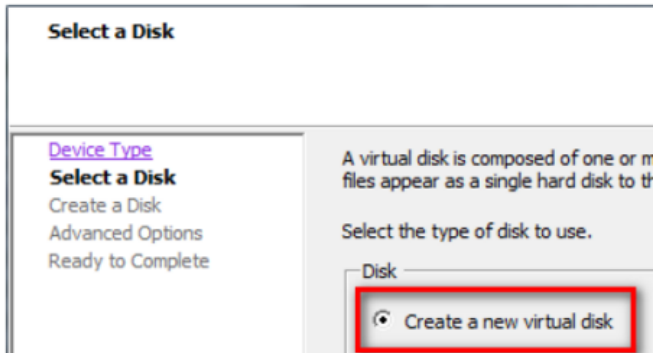 Select a Disk
Device Type
Select a Disk
Create a Disk
Advanced Options
Ready to Complete
A virtual disk is composed of one or
files appear as a single hard disk to
Select the type of disk to use.
Disk
Create a new virtual disk